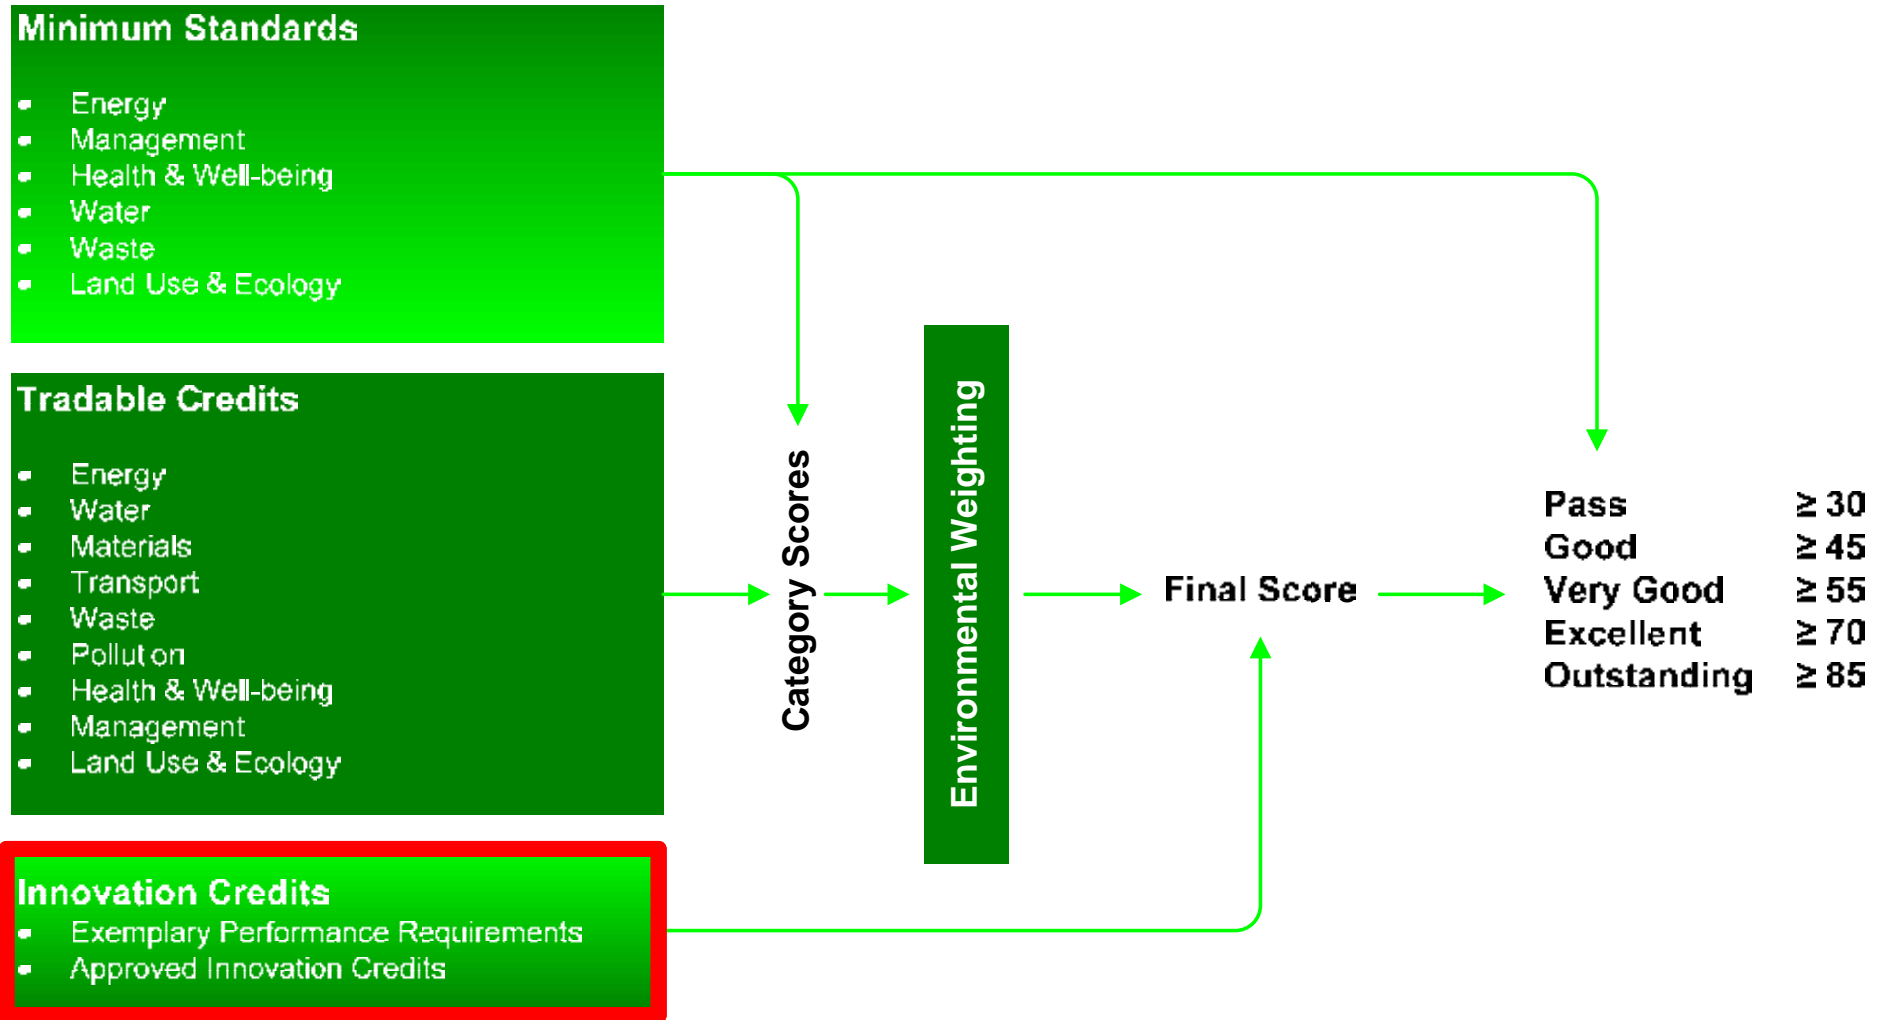 Minimum Standards
Energy
Management
Health & Well-being
Water
Waste
Land Use & Ecology
Tradable Credits
Energy
Water
Materials
Transport
Waste
Pollut on
Health & Well-being
Management
Land Use & Ecology
Innovation Credits
Exemplary Performance Requirements
Approved Innovation Credits
Category Scores
Environmental Weighting
Final Score
Pass ≥ 30
Good ≥ 45
Very Good ≥ 55
Excellent ≥ 70
Outstanding ≥ 85